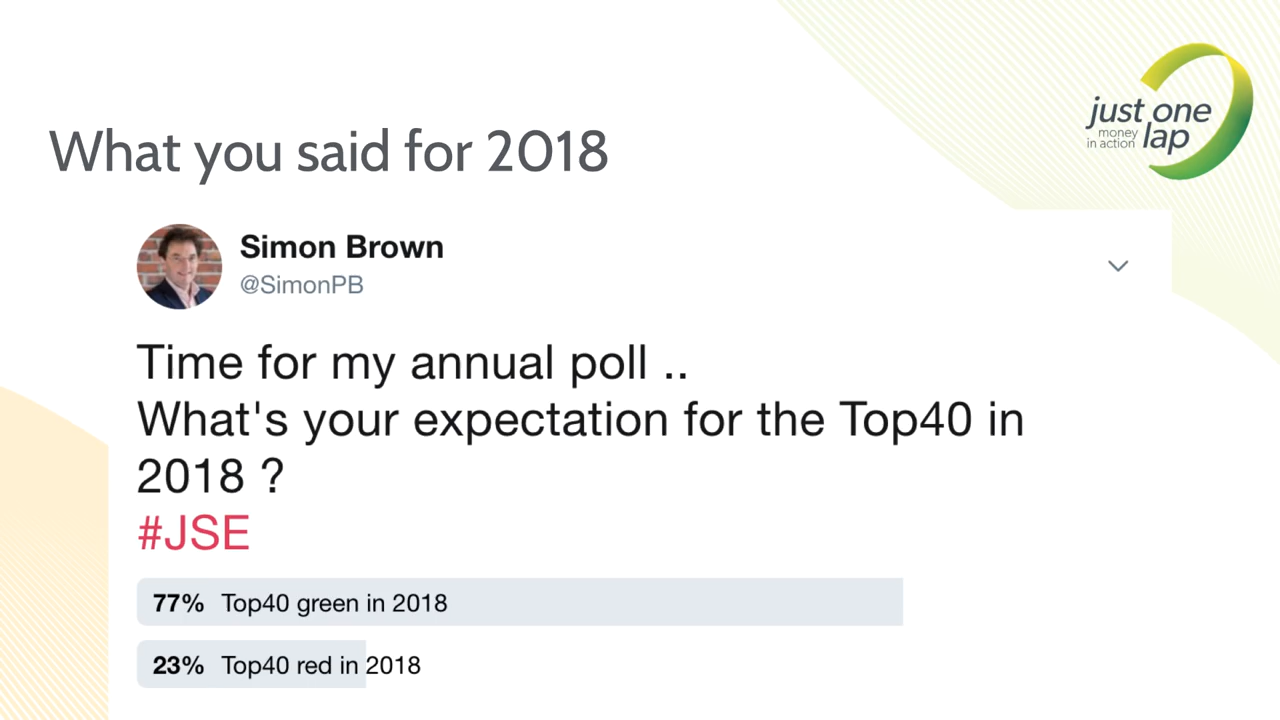 just one
money
in action lap
What you said for 2018
Simon Brown
@SimonPB
Time for my annual poll ..
What's your expectation for the Top40 in
2018 ?
#JSE
77% Top40 green in 2018
23% Top40 red in 2018